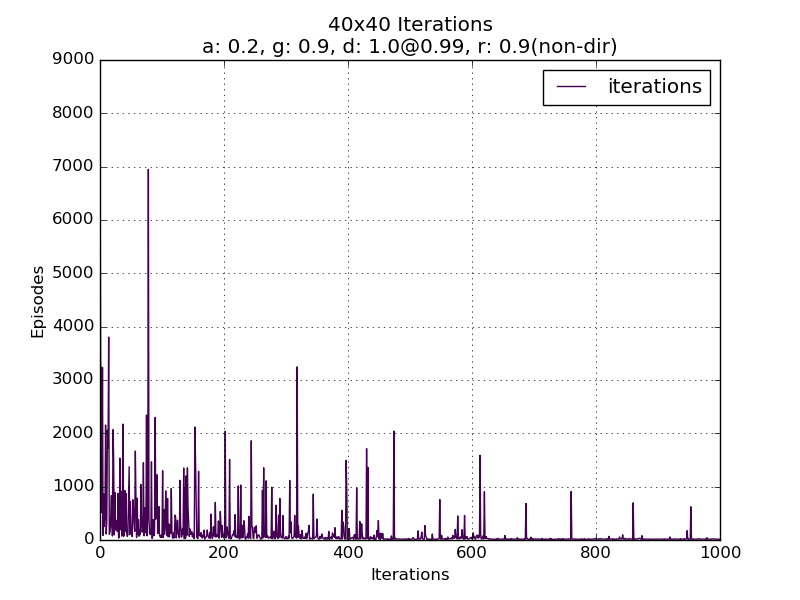 40x40 Iterations
a: 0.2, g: 0.9, d: 1.0@0.99, r: 0.9(non-dir)
iterations
9000
8000
7000
6000
5000
4000
3000
2000
1000
0
Episodes
0 200 400 600 800 1000
Iterations